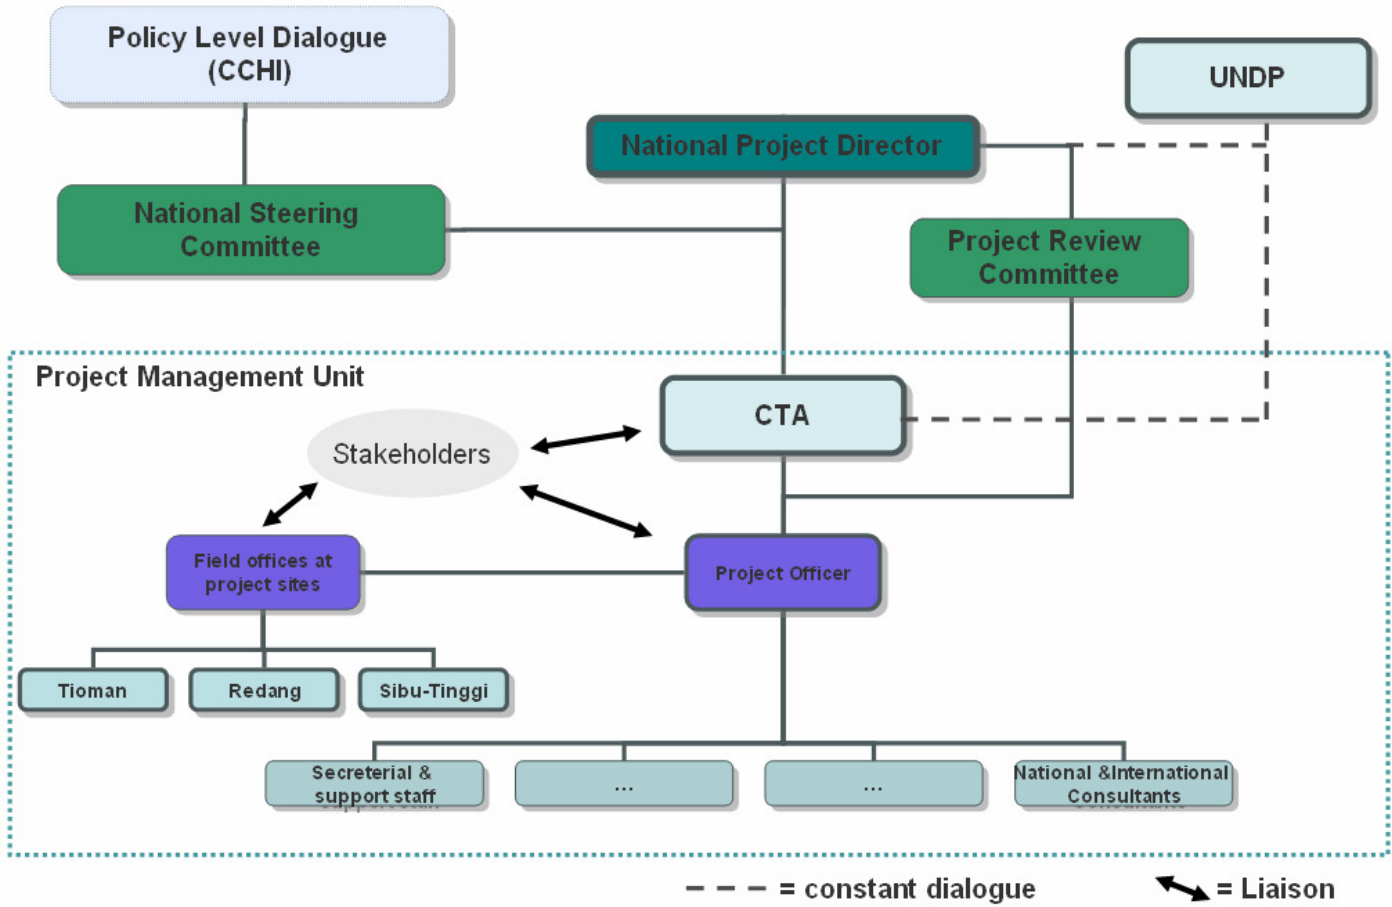 Policy Level Dialogue
(CCHI)
UNDP
National Project Director
National Steering
Committee
Project Review
Committee
Project Management Unit
CTA
Stakeholders
Field offices at
project sites
Project Officer
Tioman
Redang
Sibu-Tinggi
Secreterial &
support staff
...
...
National &International
Consultants
= constant dialogue
= Liaison